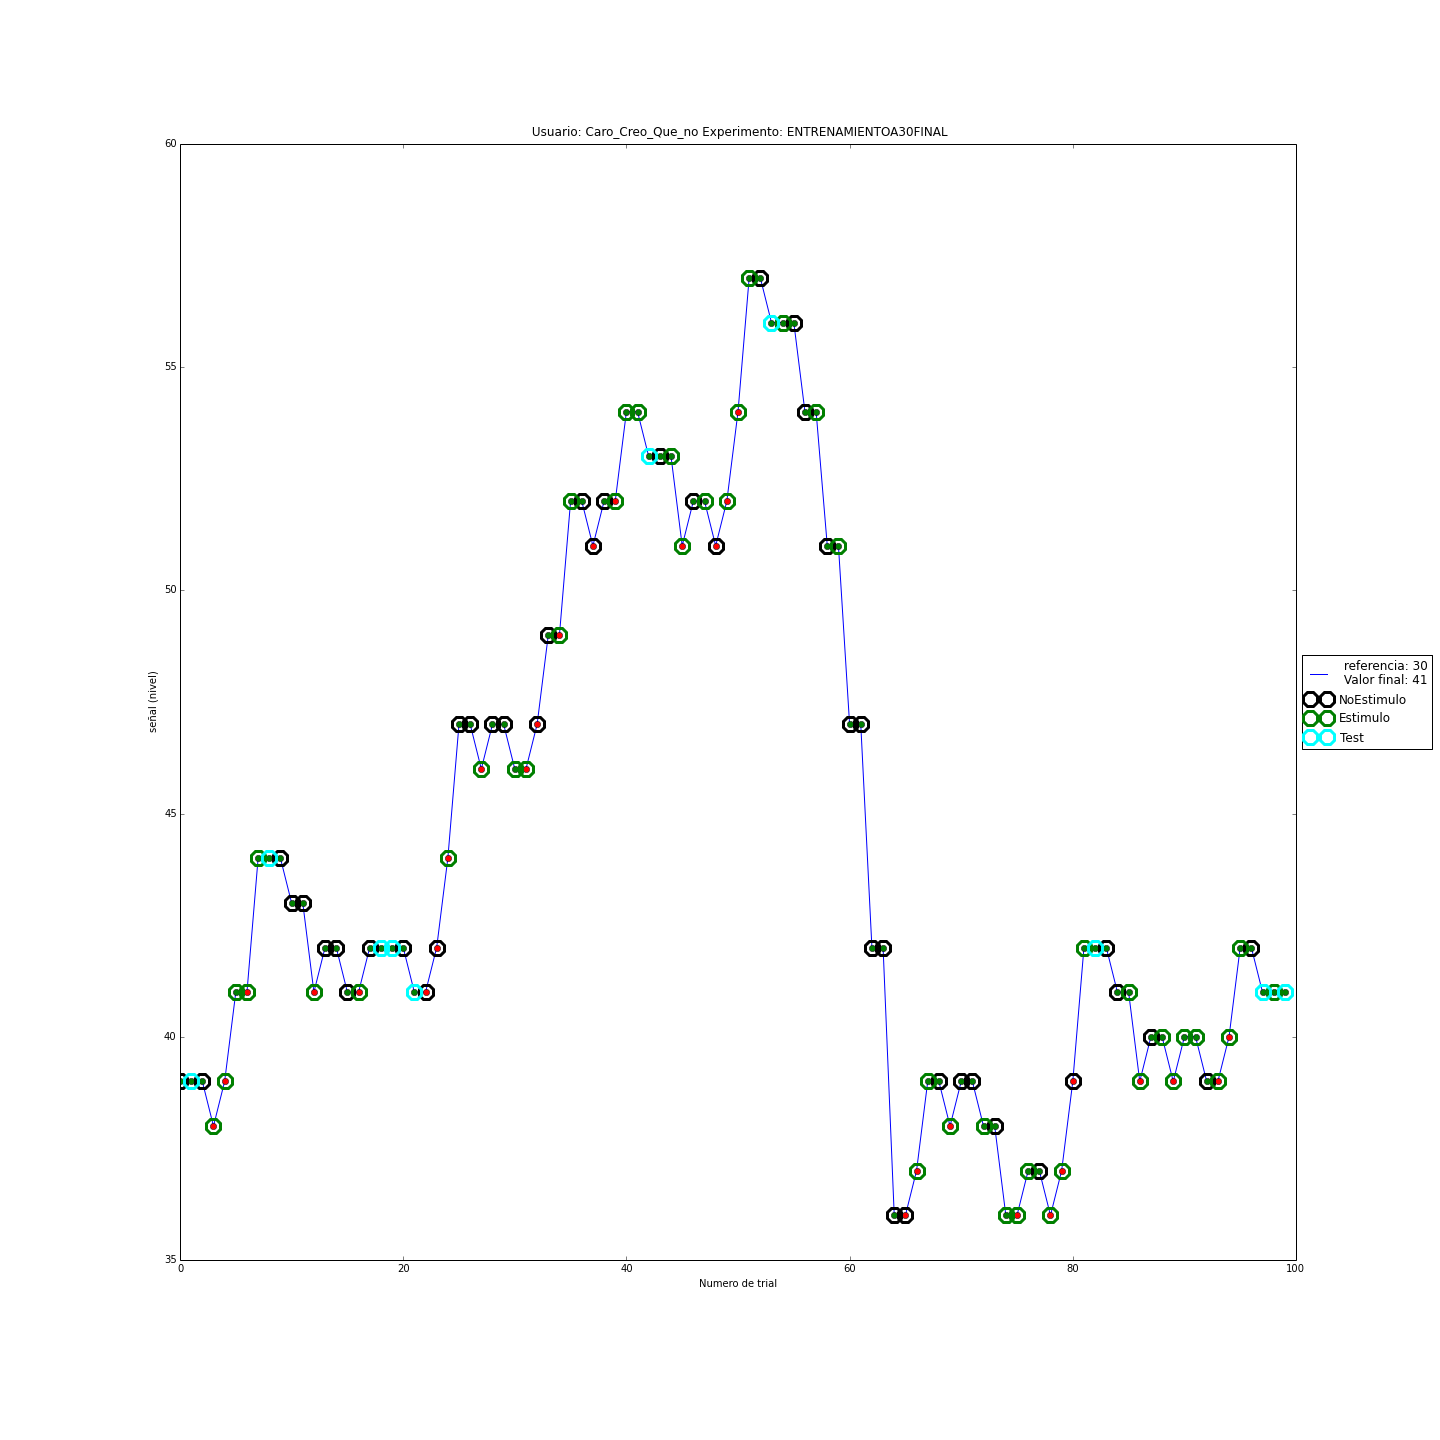 Usuario: Caro_Creo_Que_no Experimento: ENTRENAMIENTOA30FINAL
60
55
50
45
40
35
señal (nivel)
0 20 40 60 80 100
Numero de trial
referencia: 30
Valor final: 41
NoEstimulo
Estimulo
Test